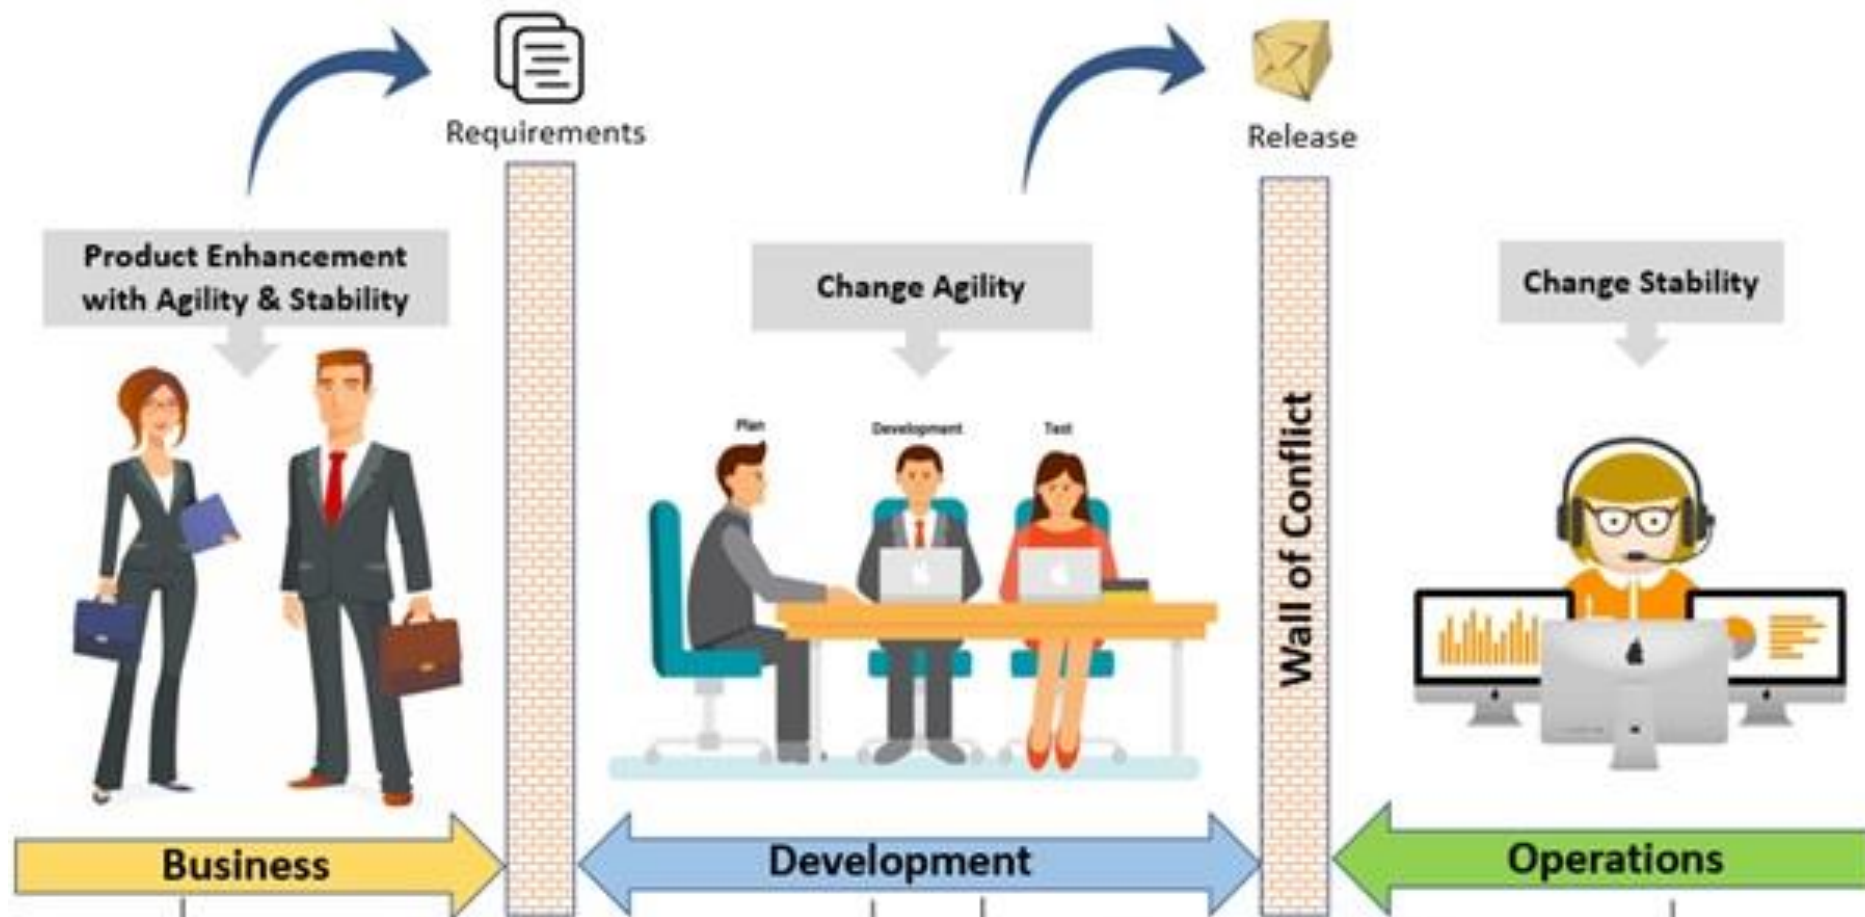 Requirements
Release
Product Enhancement
with Agility & Stability
Change Agility
Change Stability
Plan
Development
Test
Wall of Conflict
Business
Development
Operations